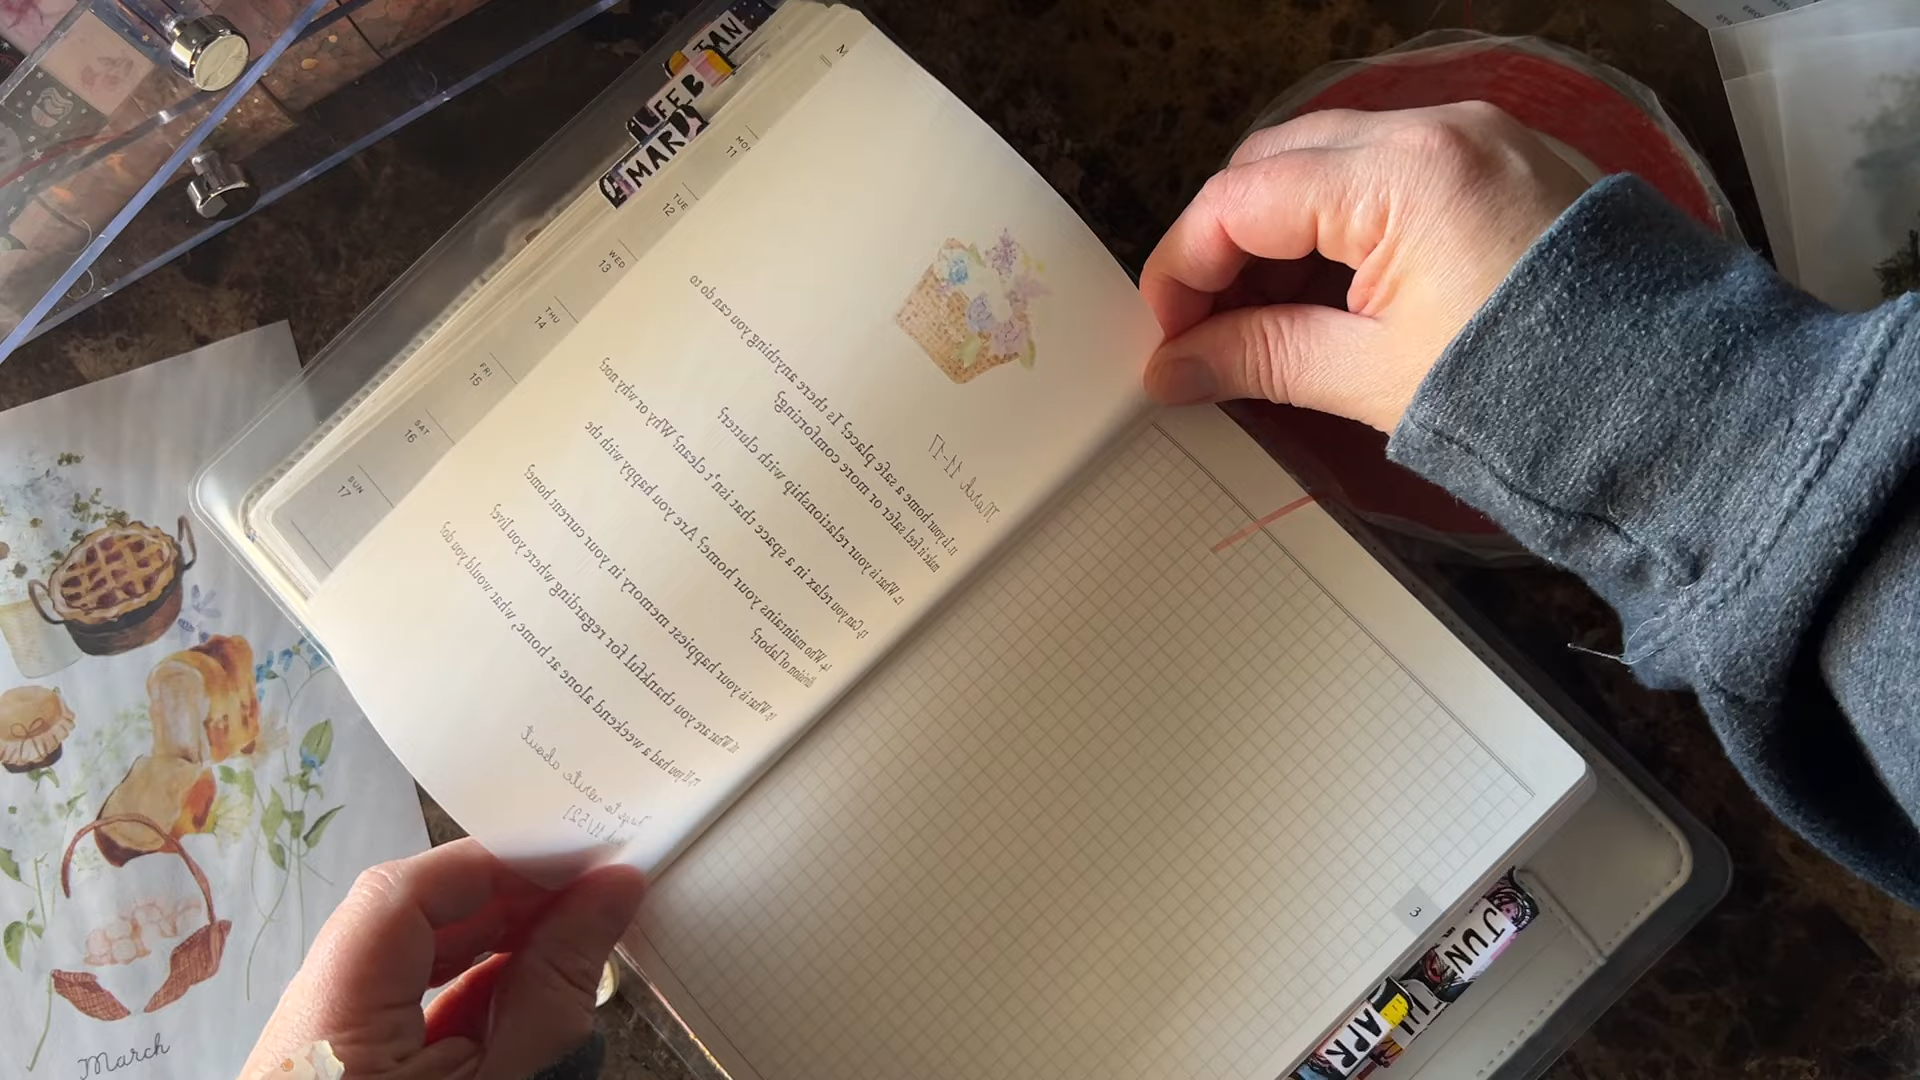 JAN
FEB
MAR
MON
11
TUE
12
WED
13
THU
14
FRI
15
SAT
16
SUN
17
March 11-17
11. Is your home a safe place? Is there anything you can do to
make it feel safer or more comforting?
12. What is your relationship with clutter?
13. Can you relax in a space that isn't clean? Why or why not?
14. Who maintains your home? Are you happy with the
division of labor?
15. What is your happiest memory in your current home?
16. What are you thankful for regarding where you live?
17. If you had a weekend alone at home, what would you do?
to write about
3
JUN
APR
March